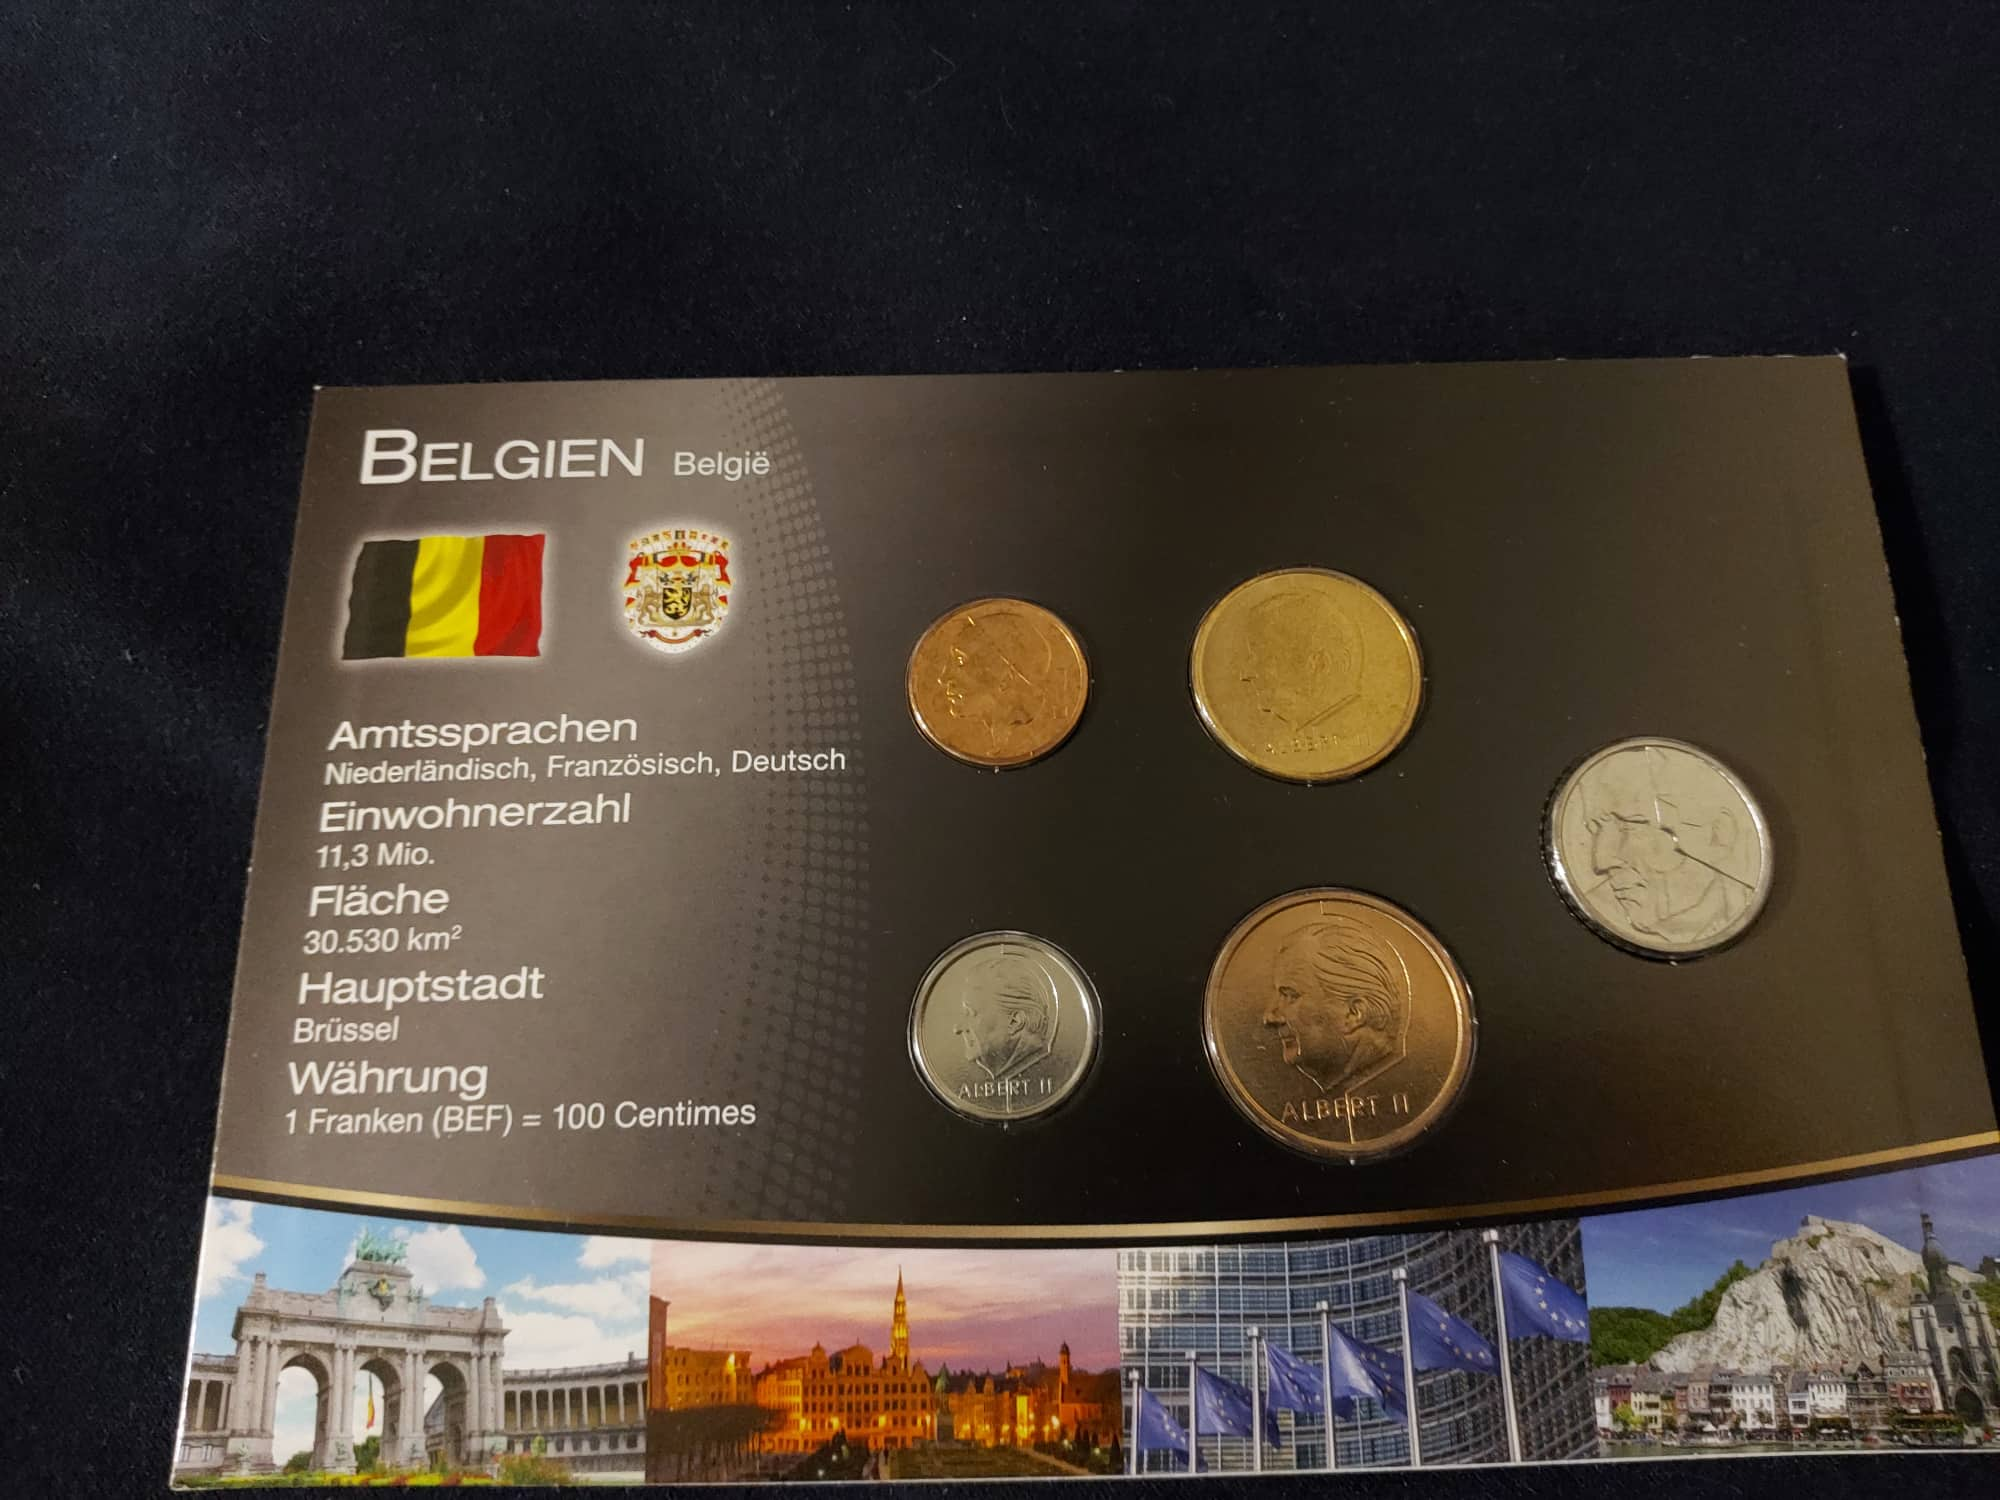 BELGIEN België
Amtssprachen
Niederländisch, Französisch, Deutsch
Einwohnerzahl
11,3 Mio.
Fläche
30.530 km²
Hauptstadt
Brüssel
Währung
1 Franken (BEF) = 100 Centimes
ALBERT II
ALBERT II
ALBERT II